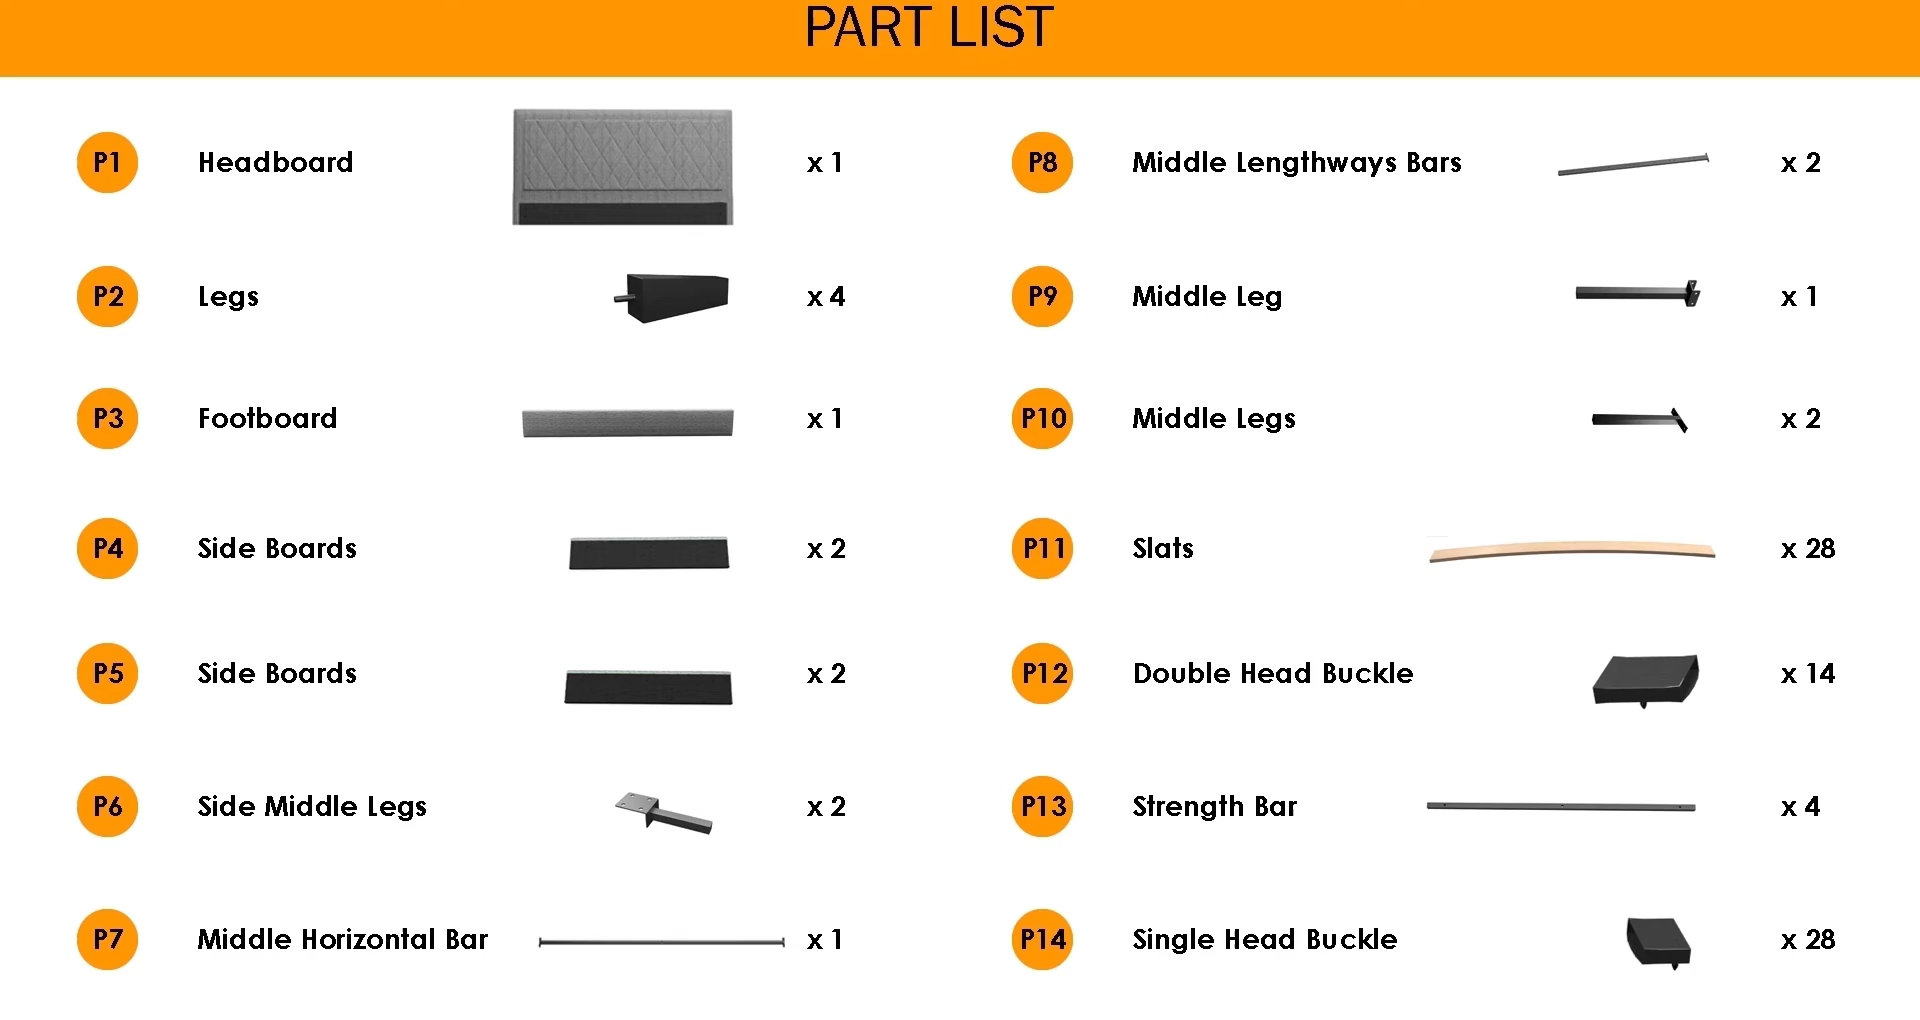 PART LIST
P1 Headboard x 1
P2 Legs x 4
P3 Footboard x 1
P4 Side Boards x 2
P5 Side Boards x 2
P6 Side Middle Legs x 2
P7 Middle Horizontal Bar x 1
P8 Middle Lengthways Bars x 2
P9 Middle Leg x 1
P10 Middle Legs x 2
P11 Slats x 28
P12 Double Head Buckle x 14
P13 Strength Bar x 4
P14 Single Head Buckle x 28